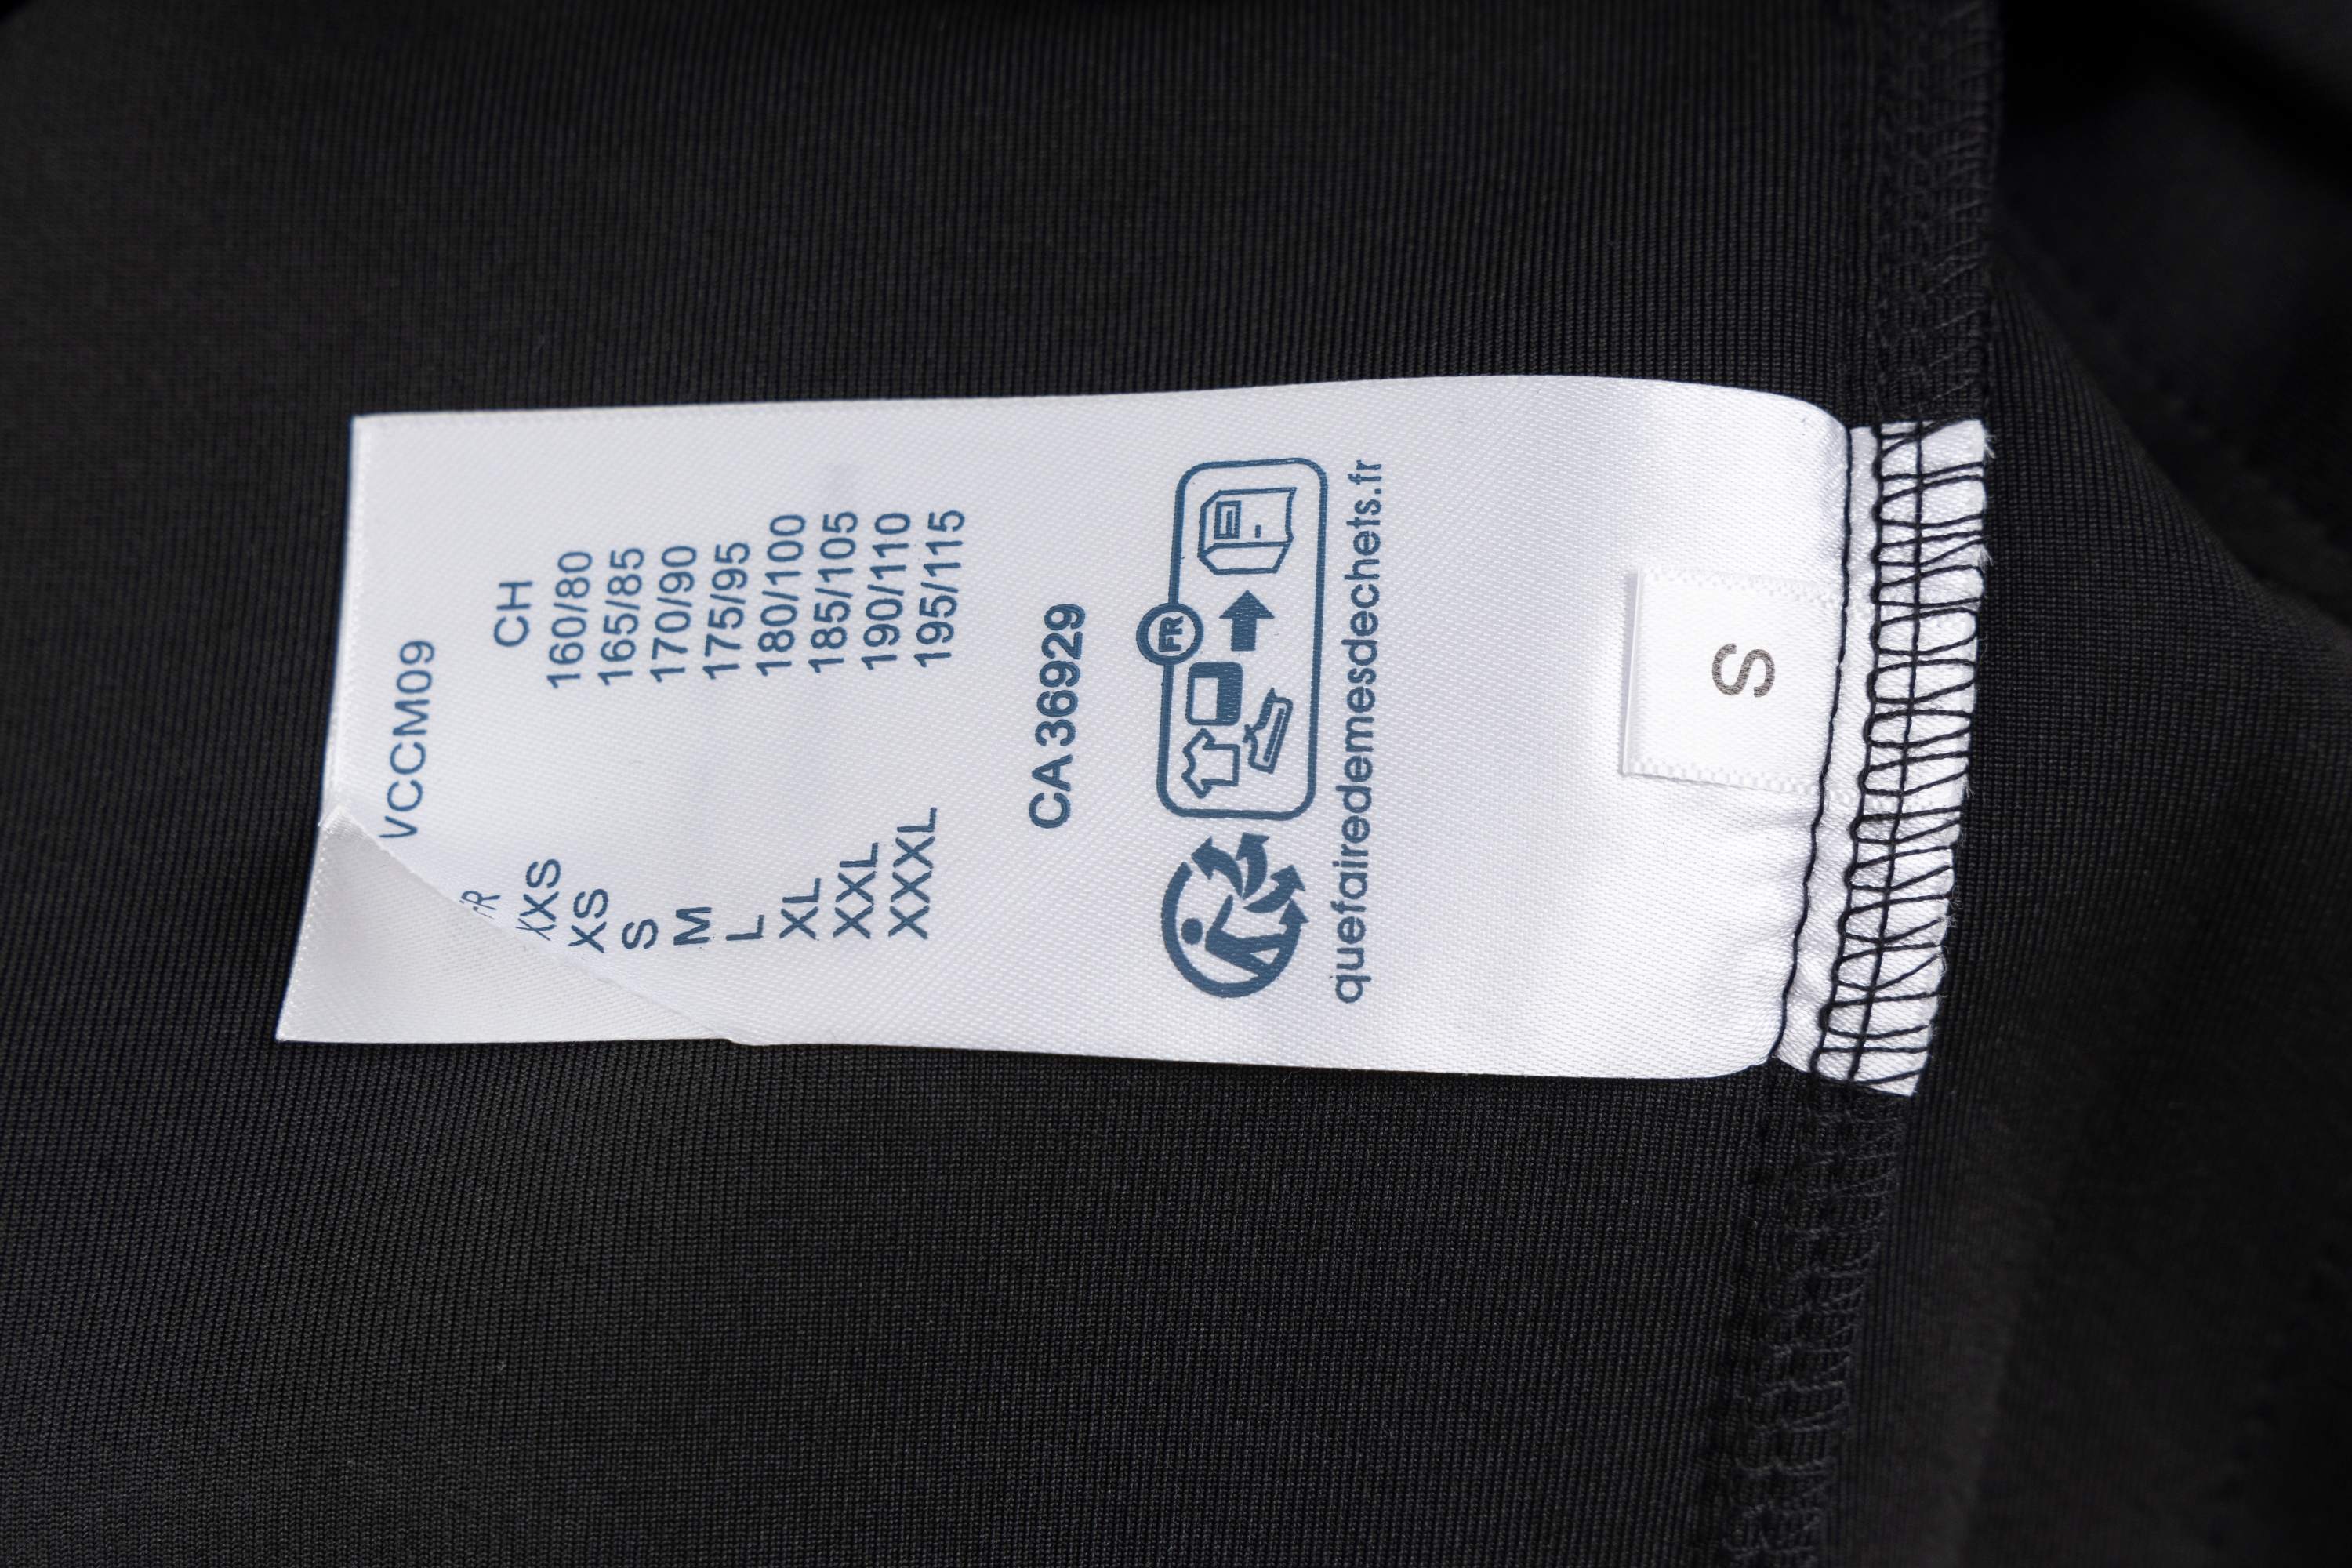 VCCM09
FR CH
XXS 160/80
XS 165/85
S 170/90
M 175/95
L 180/100
XL 185/105
XXL 190/110
XXXL 195/115
CA 36929
FR
quefairedemesdechets.fr
S